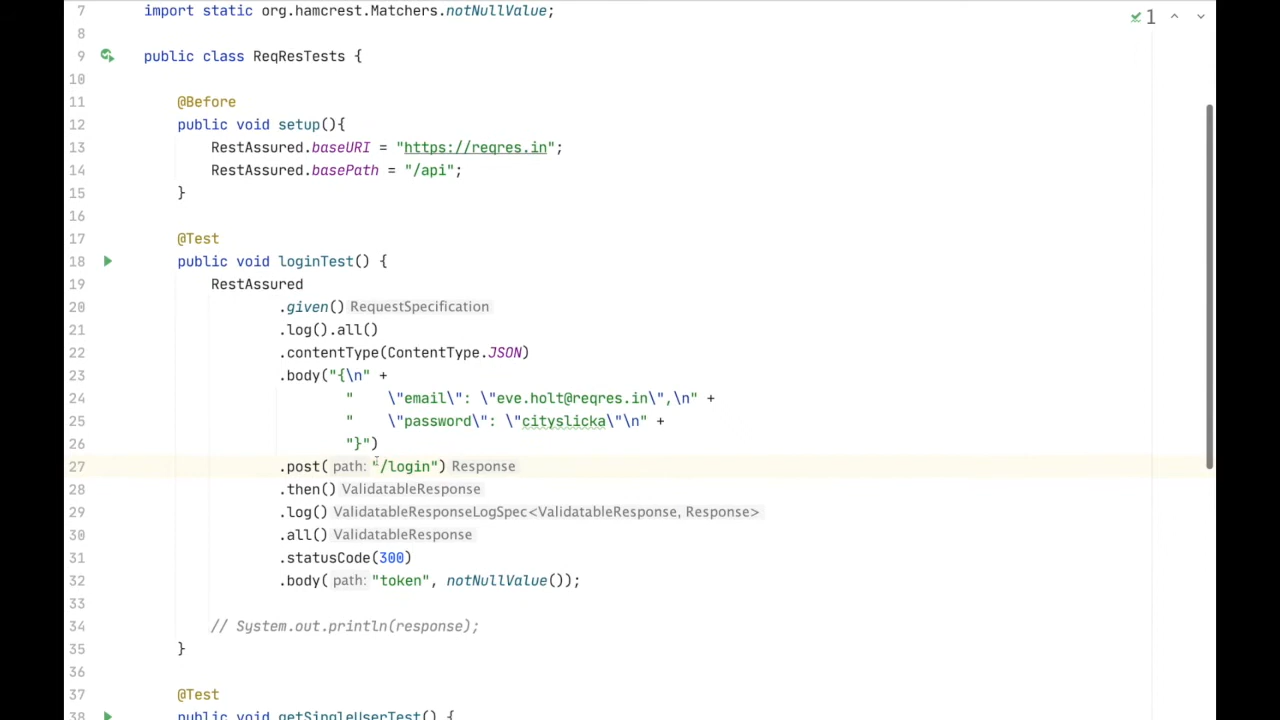 7 import static org.hamcrest.Matchers.notNullValue;
1
8
9 public class ReqResTests {
10
11 @Before
12 public void setup(){
13 RestAssured.baseURI = "https://reqres.in";
14 RestAssured.basePath = "/api";
15 }
16
17 @Test
18 public void loginTest() {
19 RestAssured
20 .given() RequestSpecification
21 .log().all()
22 .contentType(ContentType.JSON)
23 .body("{\n" +
24 "    \"email\": \"eve.holt@reqres.in\",\n" +
25 "    \"password\": \"cityslicka\"\n" +
26 "}")
27 .post( path: "/login") Response
28 .then() ValidatableResponse
29 .log() ValidatableResponseLogSpec<ValidatableResponse, Response>
30 .all() ValidatableResponse
31 .statusCode(300)
32 .body( path: "token", notNullValue());
33
34 // System.out.println(response);
35 }
36
37 @Test
38 public void getSingleUserTest() {